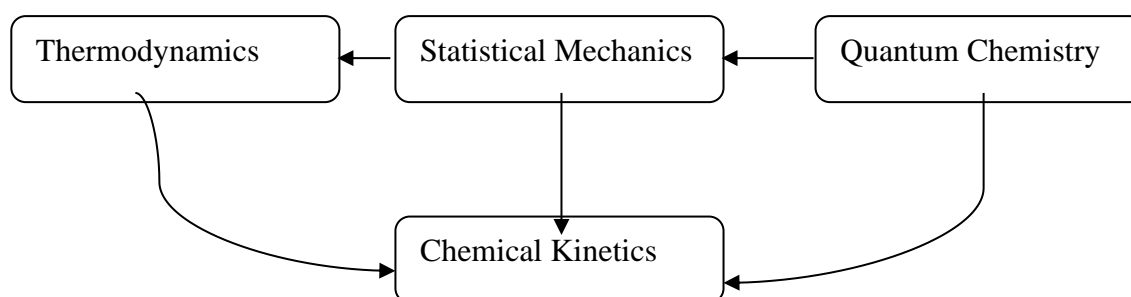 Thermodynamics
Statistical Mechanics
Quantum Chemistry
Chemical Kinetics